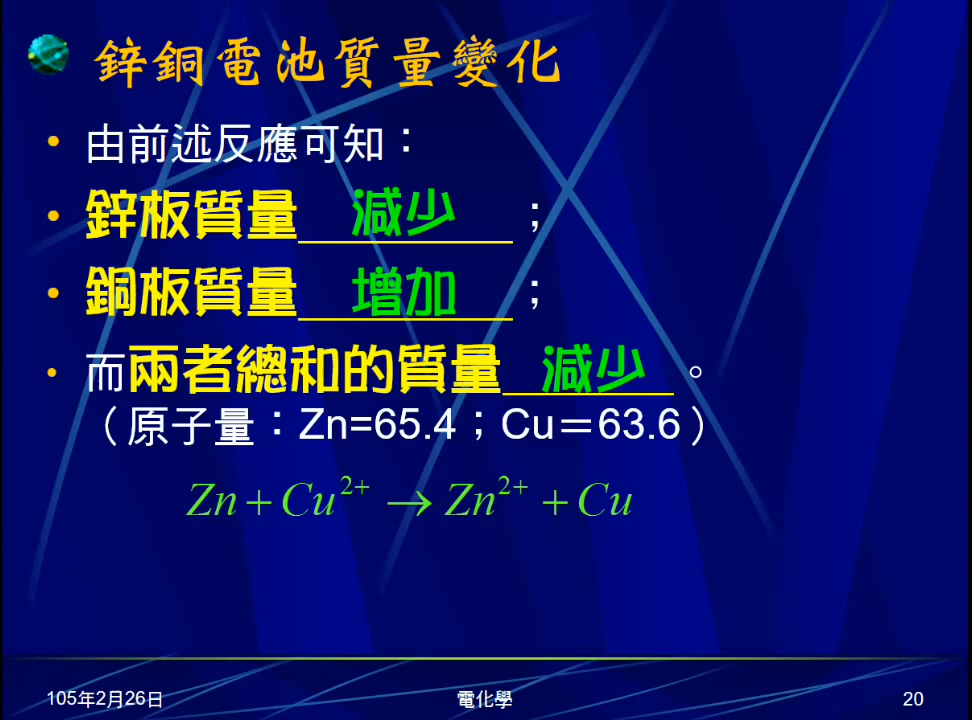 鋅銅電池質量變化
• 由前述反應可知：
• 鋅板質量 減少 ；
• 銅板質量 增加 ；
• 而兩者總和的質量 減少 。
（原子量：Zn=65.4；Cu＝63.6）
Zn + Cu²⁺ → Zn²⁺ + Cu
105年2月26日 電化學 20